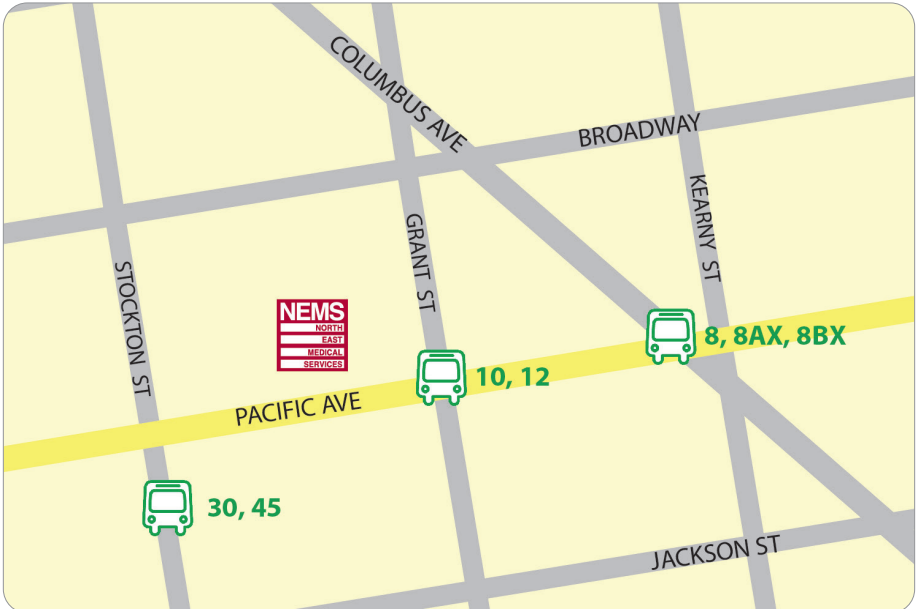 COLUMBUS AVE
BROADWAY
KEARNY ST
GRANT ST
STOCKTON ST
NEMS
NORTH
EAST
MEDICAL
SERVICES
8, 8AX, 8BX
10, 12
PACIFIC AVE
30, 45
JACKSON ST